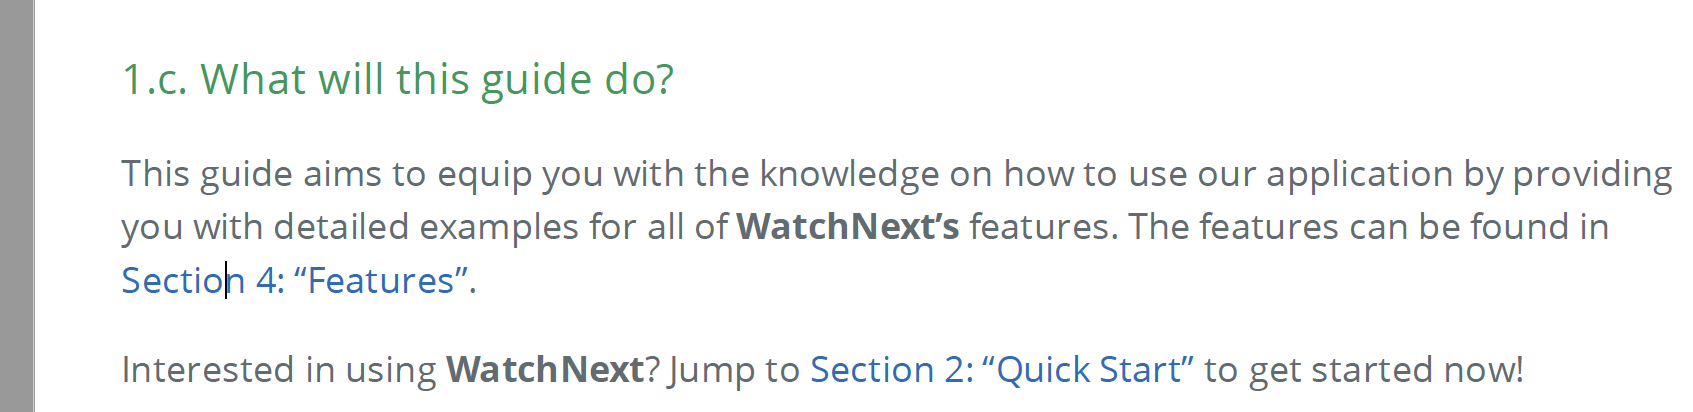 1.c. What will this guide do?
This guide aims to equip you with the knowledge on how to use our application by providing
you with detailed examples for all of WatchNext’s features. The features can be found in
Section 4: “Features”.
Interested in using WatchNext? Jump to Section 2: “Quick Start” to get started now!